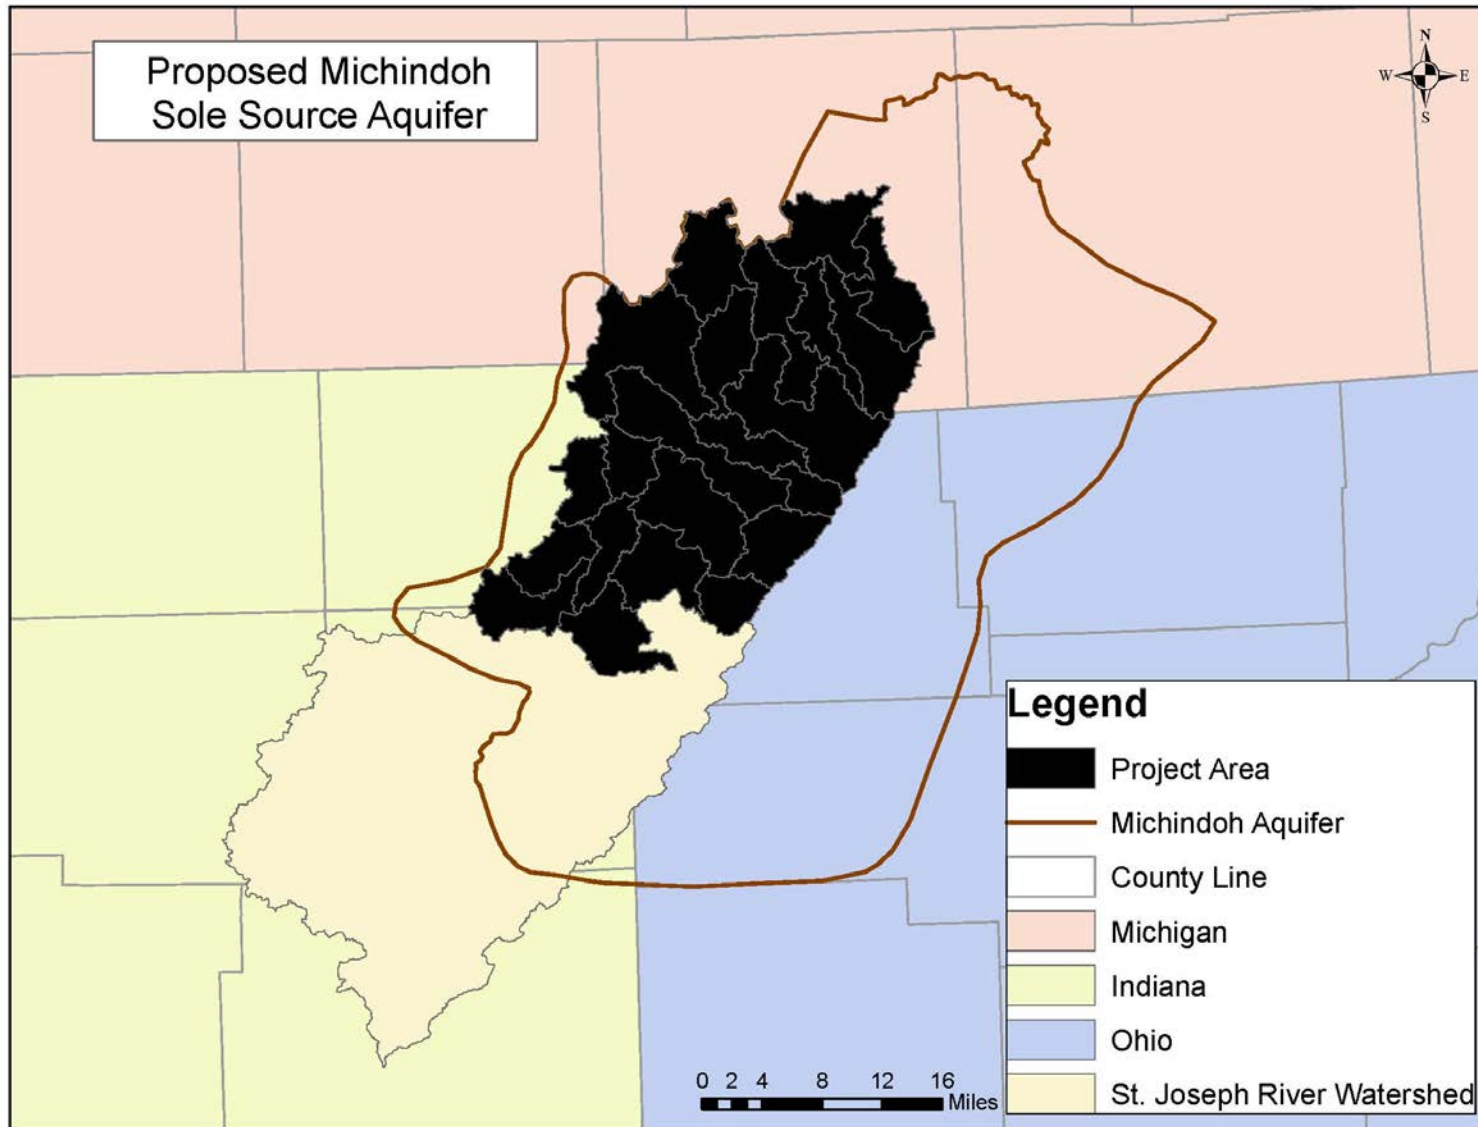 Proposed Michindoh
Sole Source Aquifer
N
W E
S
Legend
Project Area
Michindoh Aquifer
County Line
Michigan
Indiana
Ohio
St. Joseph River Watershed
0 2 4 8 12 16
Miles